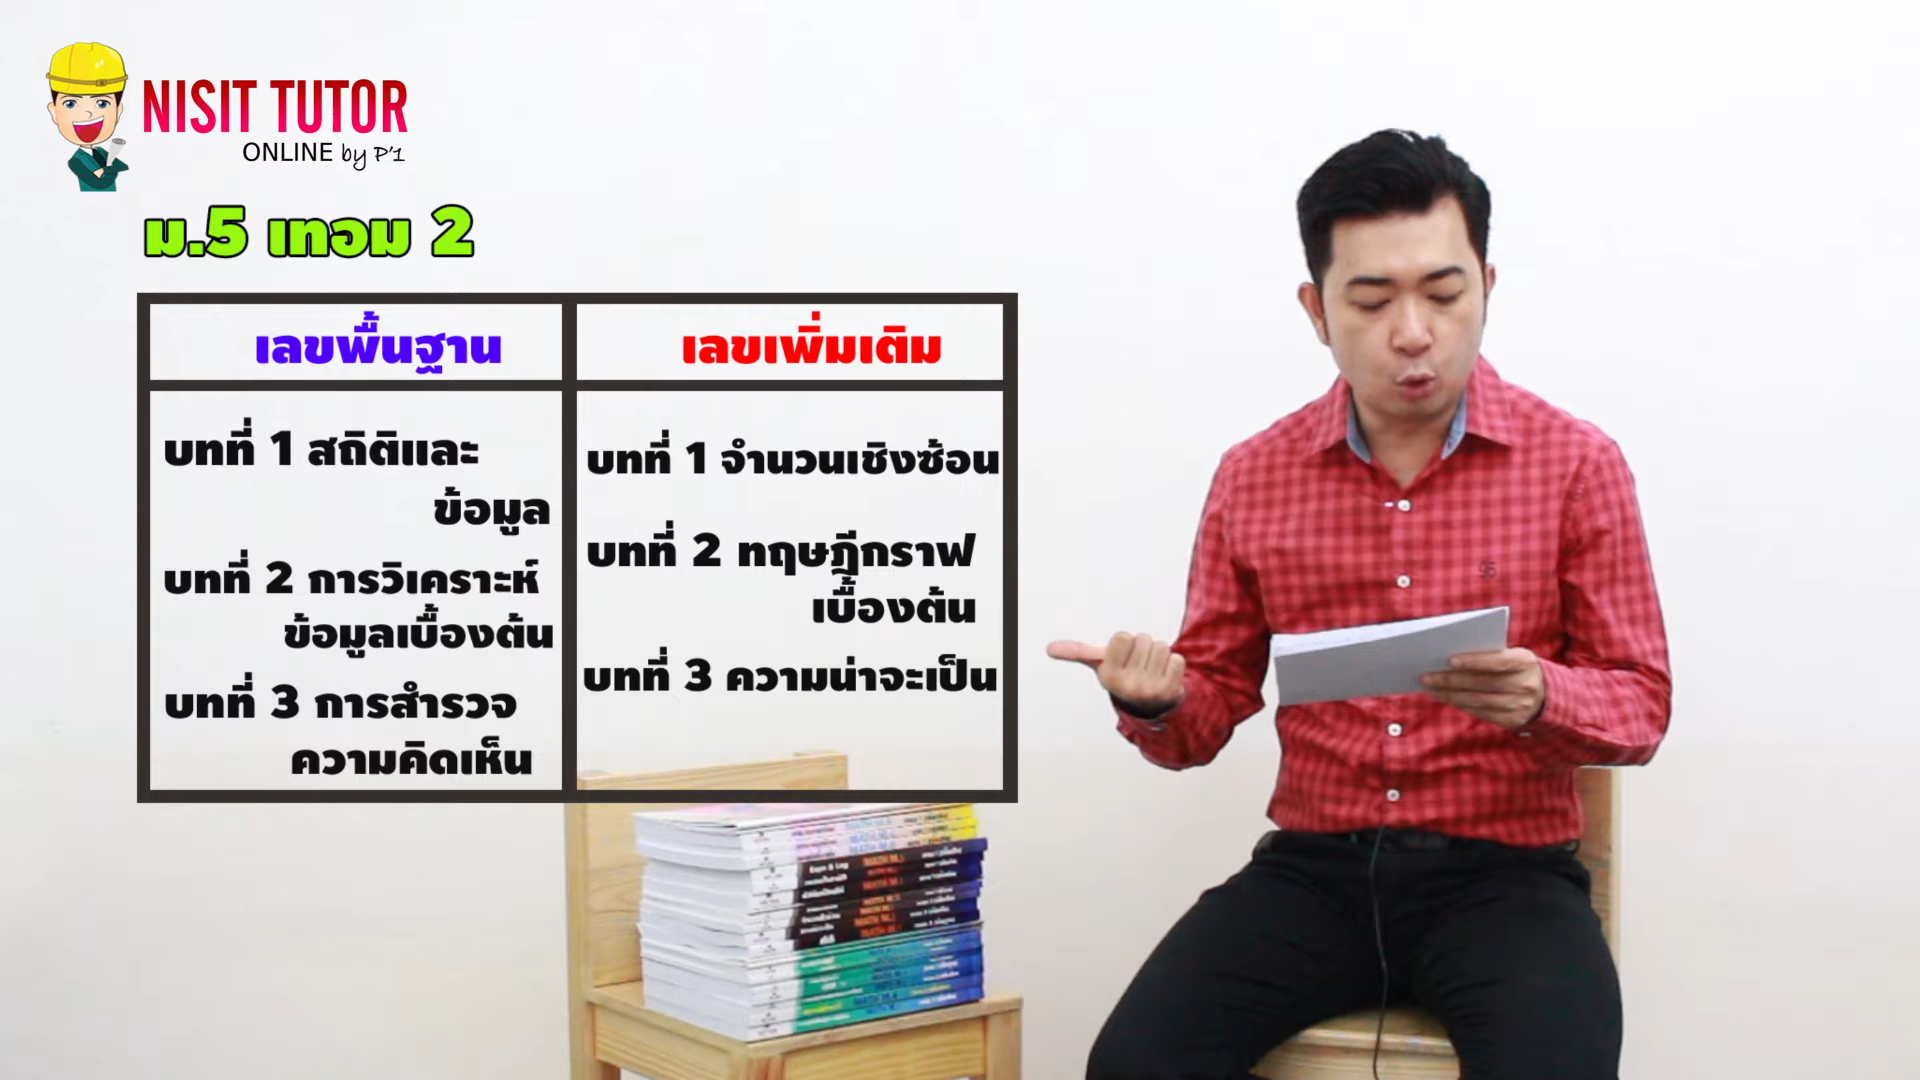 NISIT TUTOR
ONLINE by P'1
ม.5 เทอม 2
เลขพื้นฐาน
เลขเพิ่มเติม
บทที่ 1 สถิติและ
ข้อมูล
บทที่ 2 การวิเคราะห์
ข้อมูลเบื้องต้น
บทที่ 3 การสำรวจ
ความคิดเห็น
บทที่ 1 จำนวนเชิงซ้อน
บทที่ 2 ทฤษฎีกราฟ
เบื้องต้น
บทที่ 3 ความน่าจะเป็น